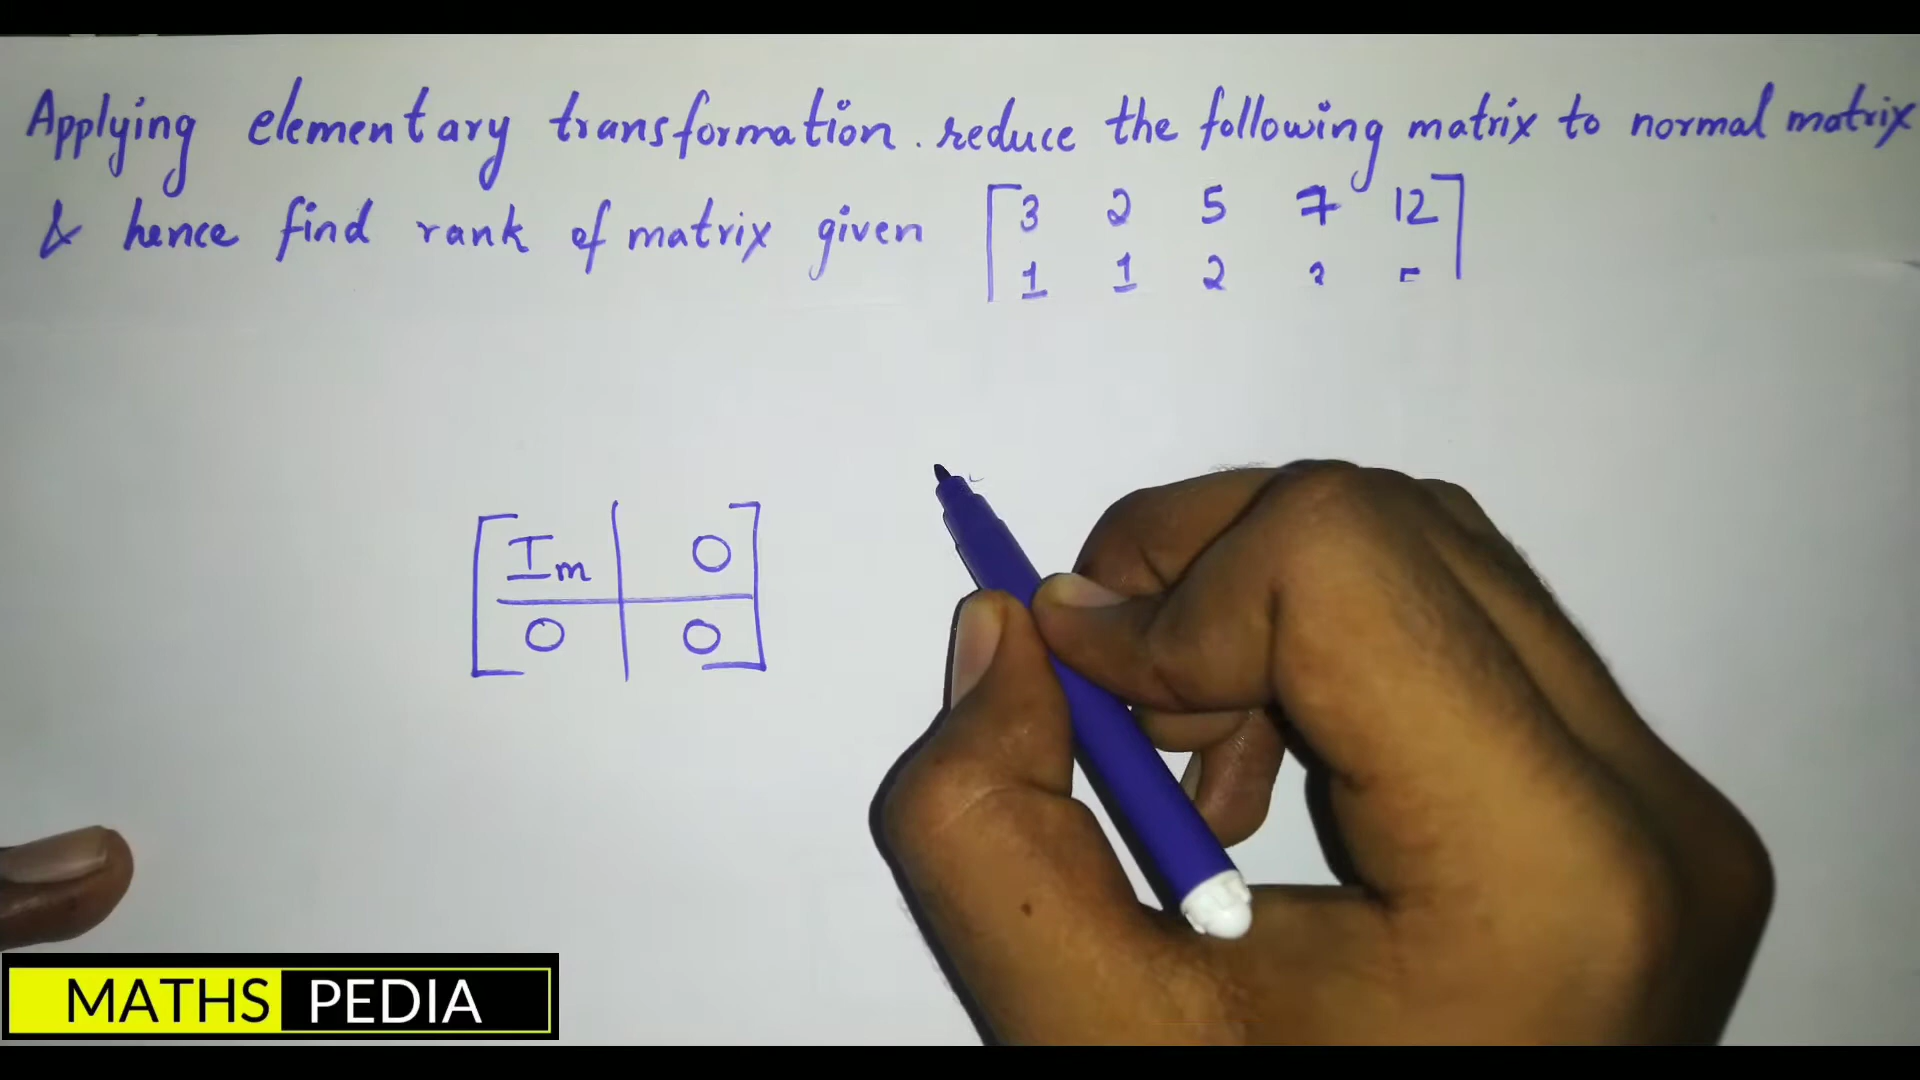 Applying elementary transformation. reduce the following matrix to normal matrix
& hence find rank of matrix given
3 2 5 7 12
1 1 2
Im 0
0 0
MATHS PEDIA